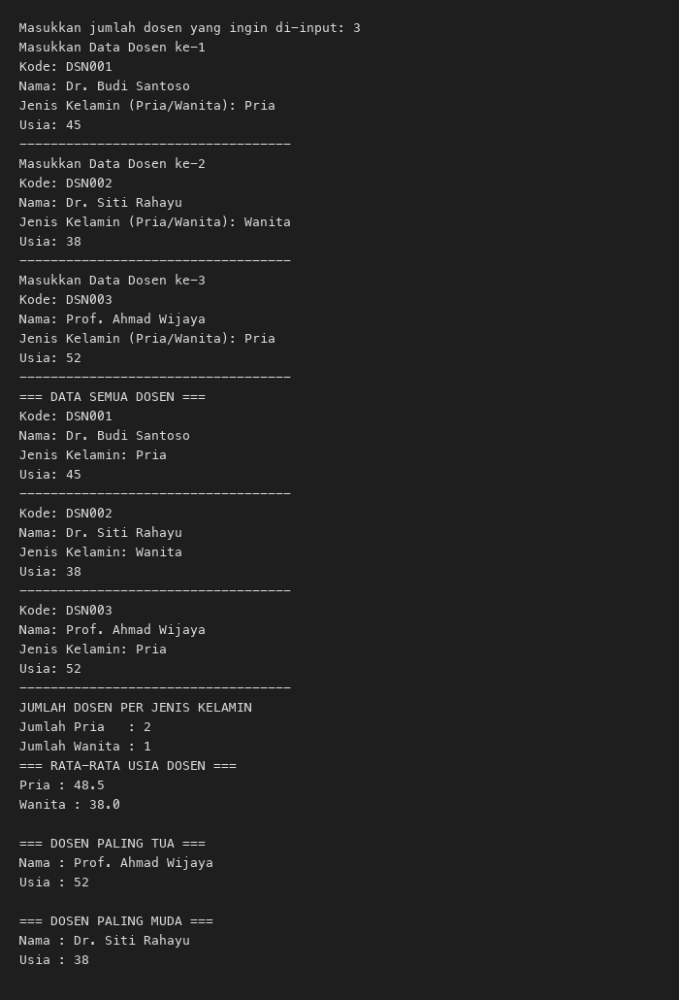 Masukkan jumlah dosen yang ingin di-input: 3
Masukkan Data Dosen ke-1
Kode: DSN001
Nama: Dr. Budi Santoso
Jenis Kelamin (Pria/Wanita): Pria
Usia: 45
-----------------------------------
Masukkan Data Dosen ke-2
Kode: DSN002
Nama: Dr. Siti Rahayu
Jenis Kelamin (Pria/Wanita): Wanita
Usia: 38
-----------------------------------
Masukkan Data Dosen ke-3
Kode: DSN003
Nama: Prof. Ahmad Wijaya
Jenis Kelamin (Pria/Wanita): Pria
Usia: 52
-----------------------------------
=== DATA SEMUA DOSEN ===
Kode: DSN001
Nama: Dr. Budi Santoso
Jenis Kelamin: Pria
Usia: 45
-----------------------------------
Kode: DSN002
Nama: Dr. Siti Rahayu
Jenis Kelamin: Wanita
Usia: 38
-----------------------------------
Kode: DSN003
Nama: Prof. Ahmad Wijaya
Jenis Kelamin: Pria
Usia: 52
-----------------------------------
JUMLAH DOSEN PER JENIS KELAMIN
Jumlah Pria   : 2
Jumlah Wanita : 1
=== RATA-RATA USIA DOSEN ===
Pria : 48.5
Wanita : 38.0

=== DOSEN PALING TUA ===
Nama : Prof. Ahmad Wijaya
Usia : 52

=== DOSEN PALING MUDA ===
Nama : Dr. Siti Rahayu
Usia : 38